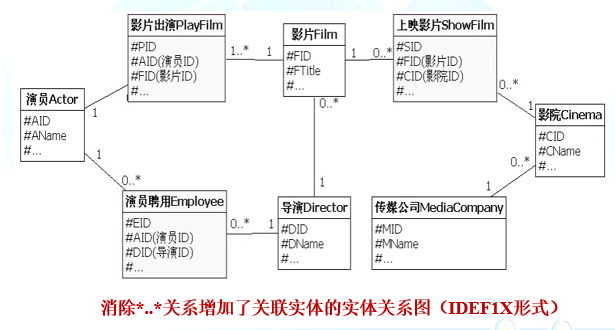 影片出演PlayFilm
#PID
#AID(演员ID)
#FID(影片ID)
#...
1..*
1
影片Film
#FID
#FTitle
#...
1
0..*
上映影片ShowFilm
#SID
#FID(影片ID)
#CID(影院ID)
#...
0..*
1
演员Actor
#AID
#AName
#...
1
1
0..*
0..*
1
影院Cinema
#CID
#CName
#...
0..*
1
演员聘用Employee
#EID
#AID(演员ID)
#DID(导演ID)
#...
0..*
1
导演Director
#DID
#DName
#...
传媒公司MediaCompany
#MID
#MName
#...
消除*..*关系增加了关联实体的实体关系图（IDEF1X形式）